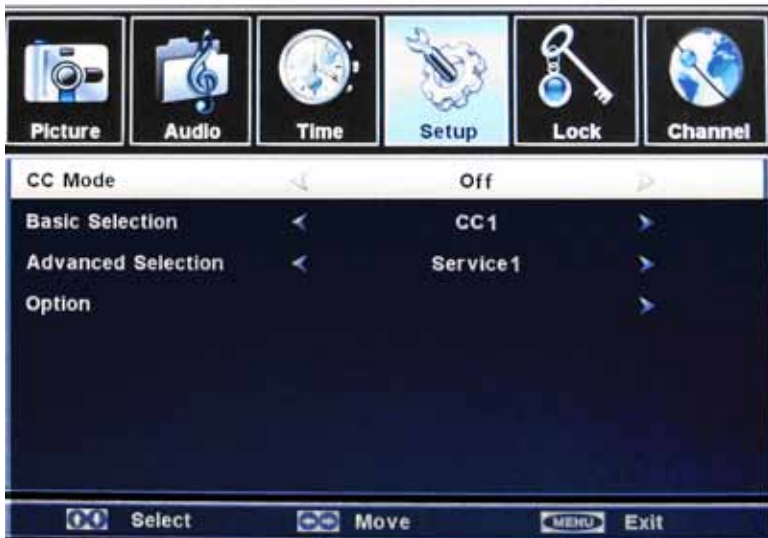 Picture Audio Time Setup Lock Channel
CC Mode Off
Basic Selection CC1
Advanced Selection Service1
Option
Select Move MENU Exit